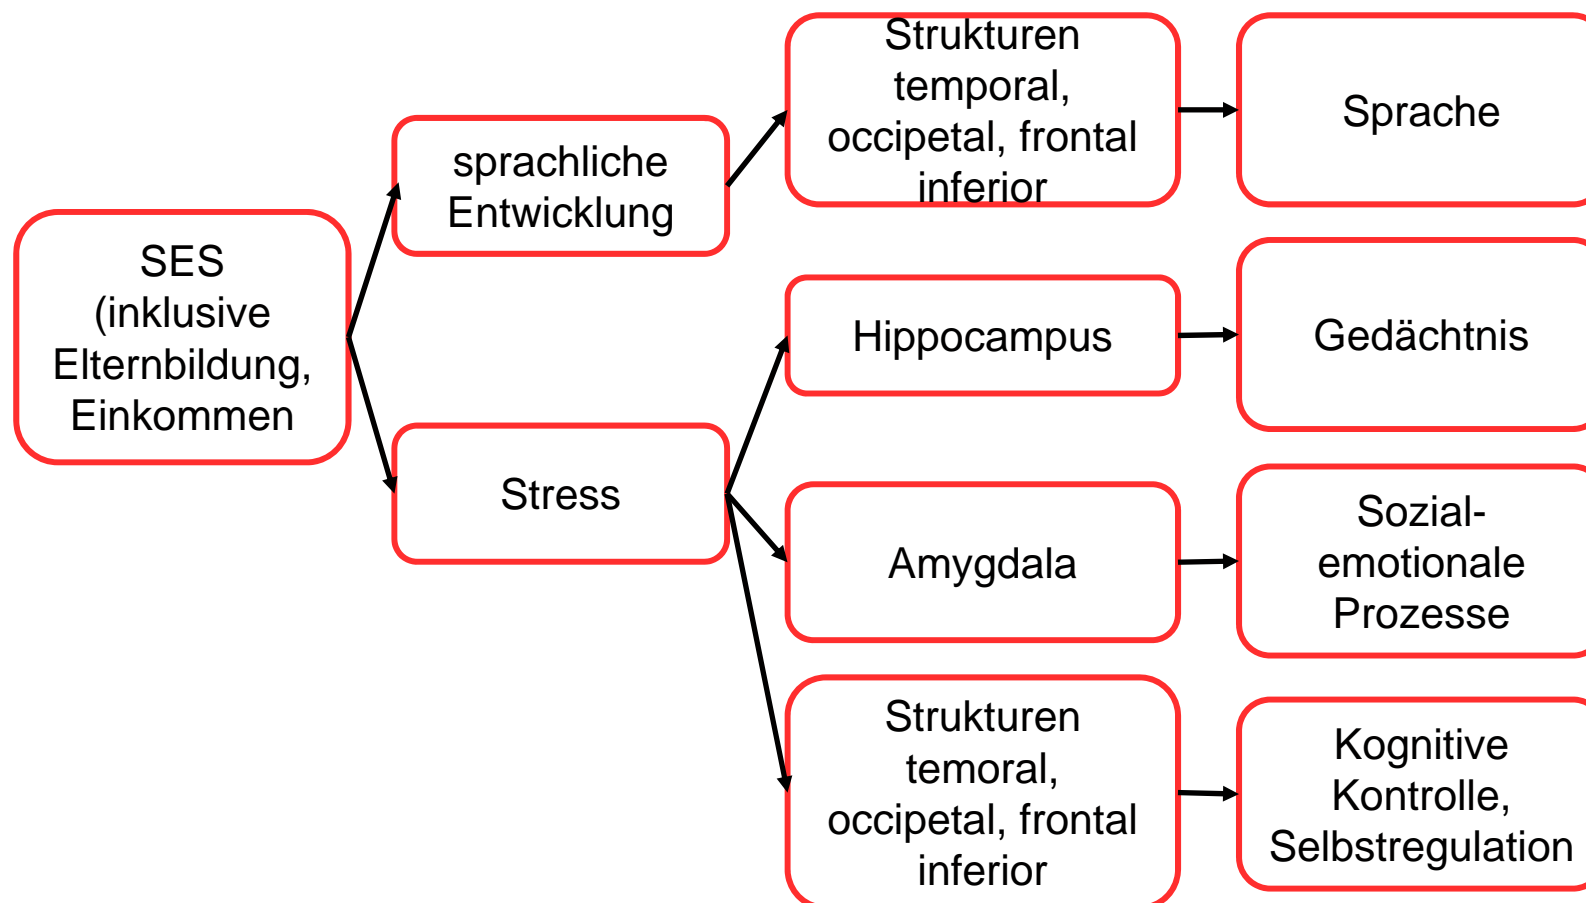 SES
(inklusive
Elternbildung,
Einkommen
sprachliche
Entwicklung
Stress
Strukturen
temporal,
occipetal, frontal
inferior
Hippocampus
Amygdala
Strukturen
temoral,
occipetal, frontal
inferior
Sprache
Gedächtnis
Sozial-
emotionale
Prozesse
Kognitive
Kontrolle,
Selbstregulation